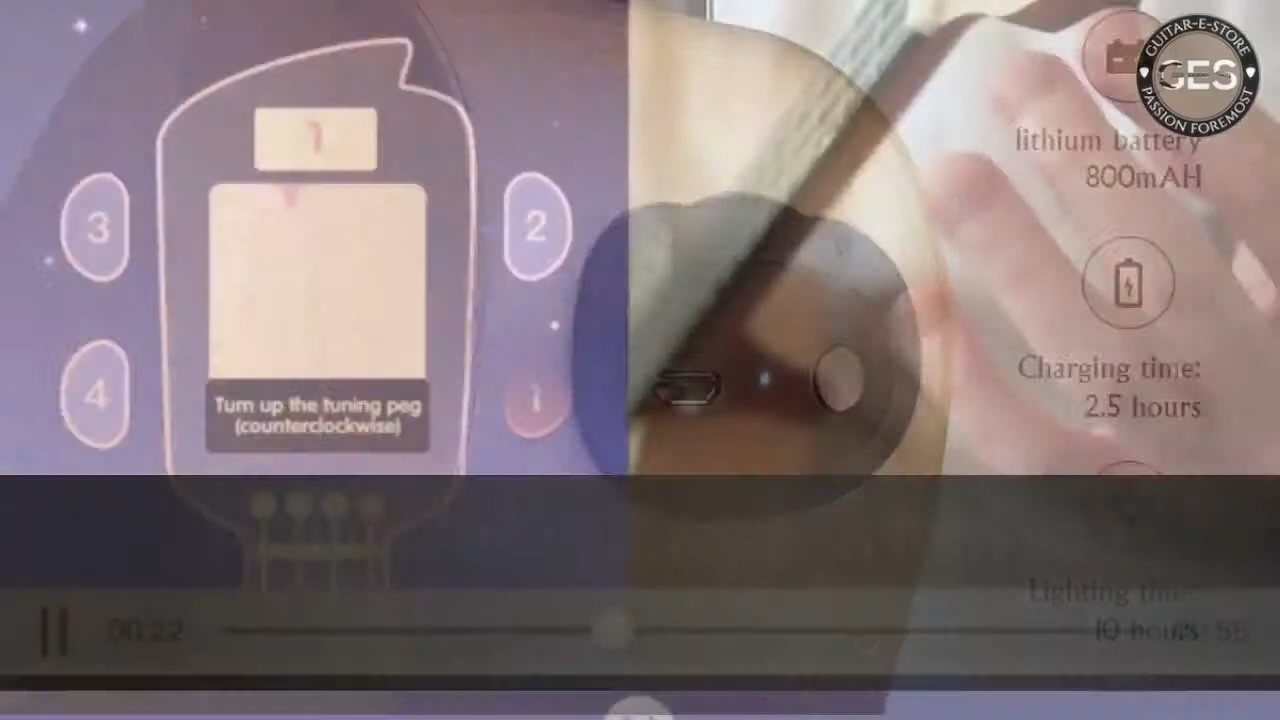 GUITAR-E-STORE
GES
PASSION FOREMOST
1
3
2
4
1
Turn up the tuning peg
(counterclockwise)
lithium battery
800mAH
Charging time:
2.5 hours
Lighting time:
10 hours
00:22
55